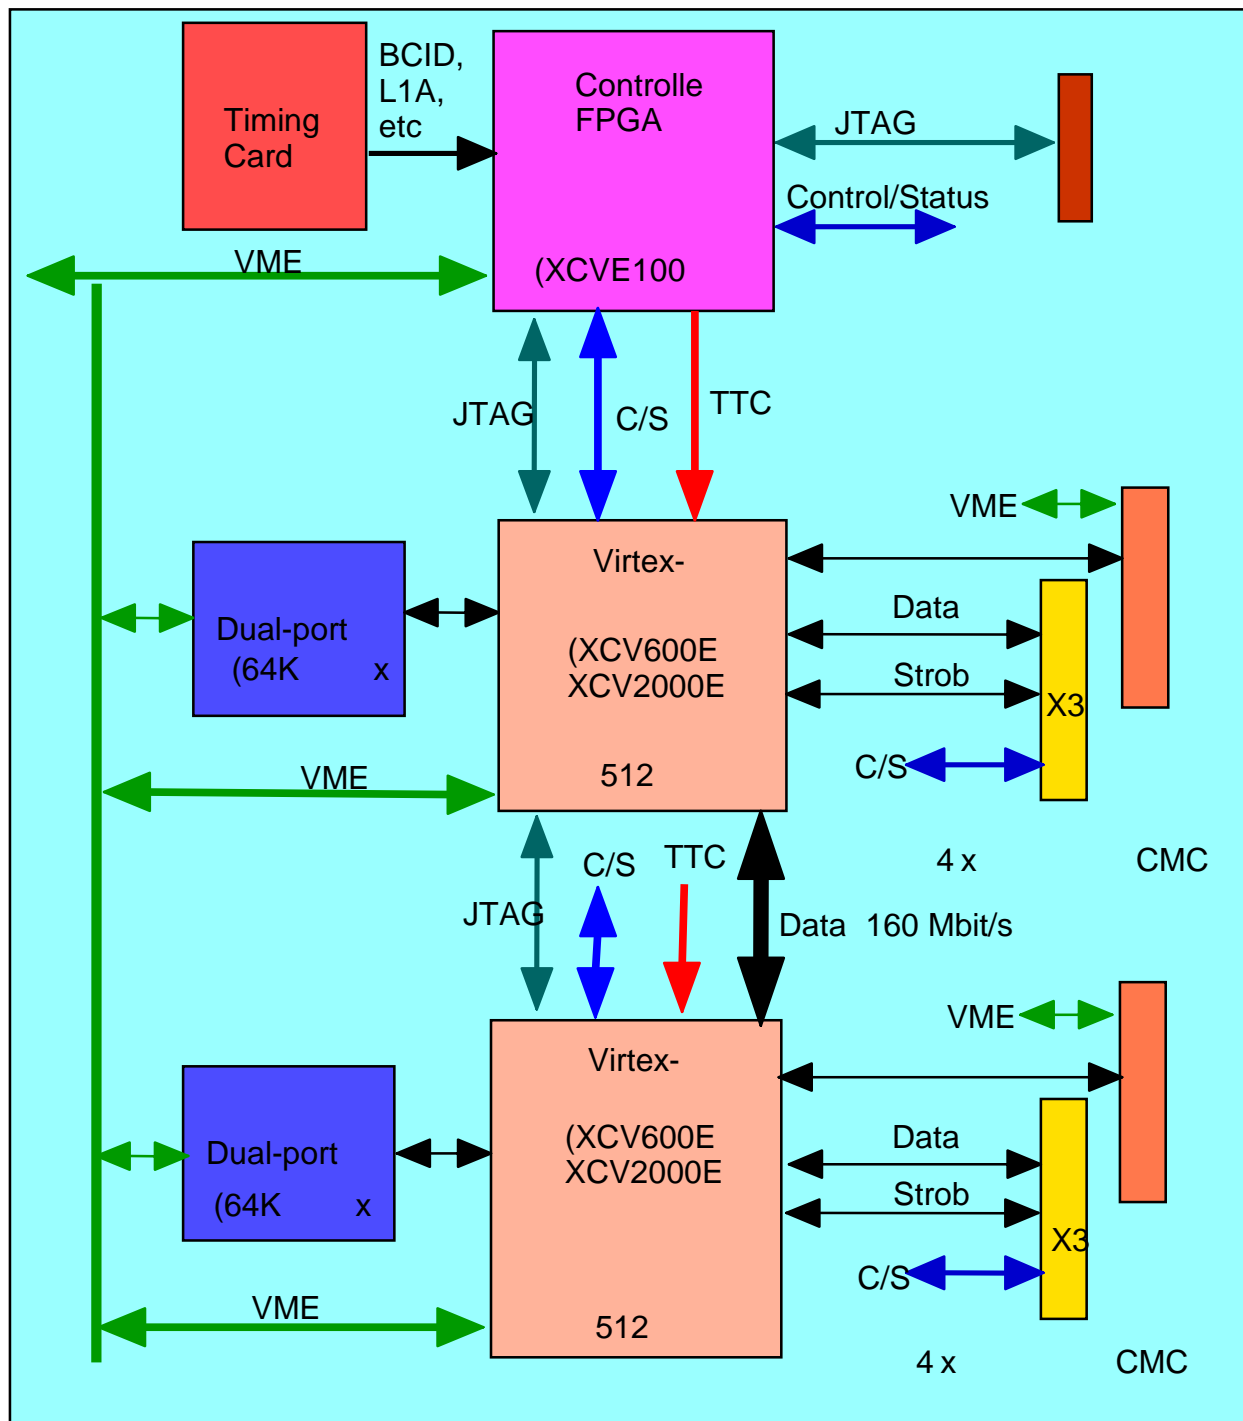 BCID,
L1A,
etc
Timing
Card
Controlle
FPGA
(XCVE100
JTAG
Control/Status
VME
JTAG
C/S
TTC
VME
Virtex-
(XCV600E
XCV2000E
512
Dual-port
(64K x
Data
Strob
X3
C/S
VME
4 x CMC
C/S
TTC
JTAG
Data 160 Mbit/s
VME
Virtex-
(XCV600E
XCV2000E
512
Dual-port
(64K x
Data
Strob
X3
C/S
VME
4 x CMC